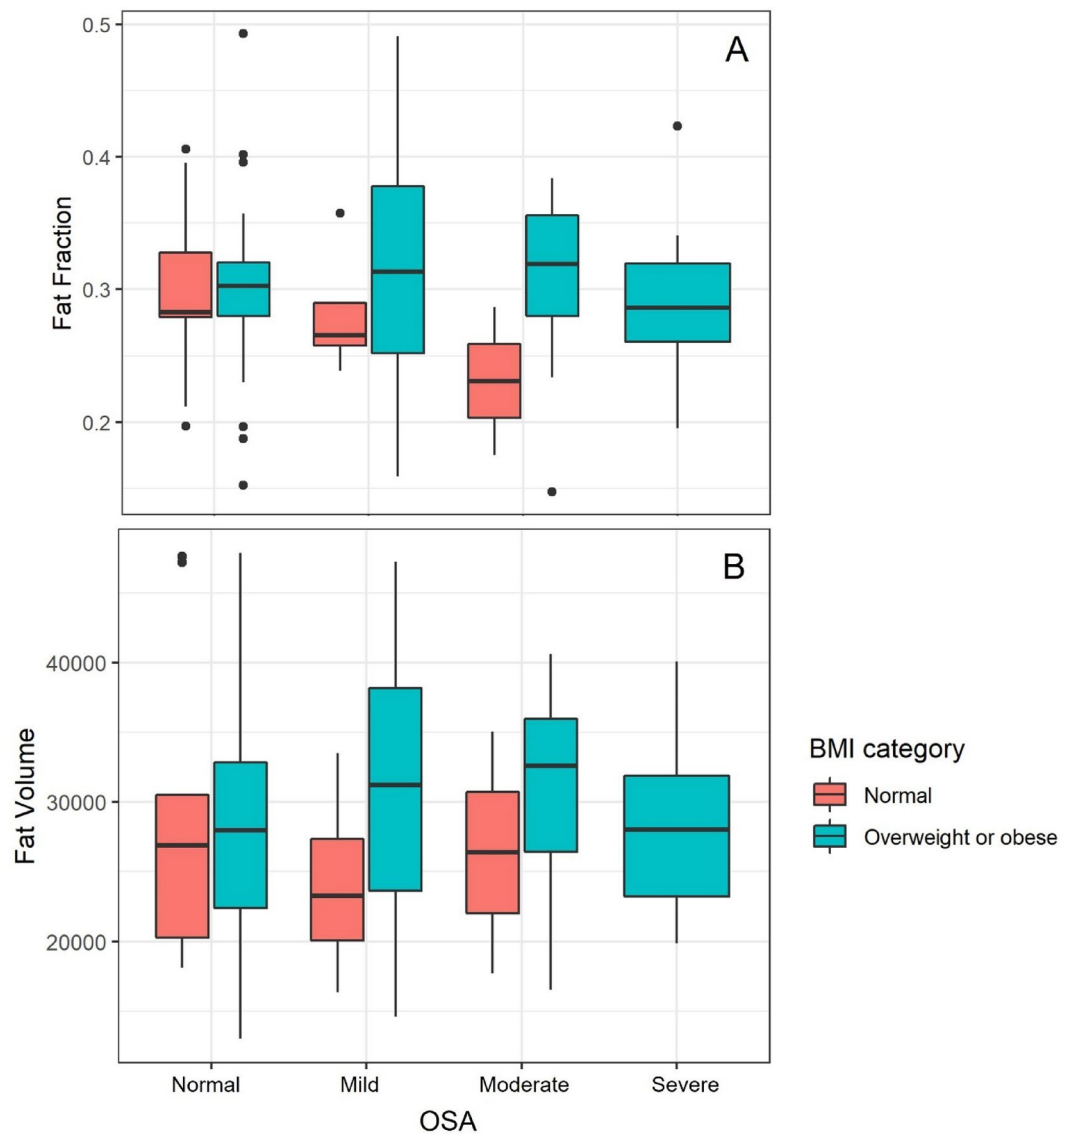 0.5
A
0.4
0.3
0.2
Fat Fraction
B
40000
30000
20000
Fat Volume
BMI category
Normal
Overweight or obese
Normal Mild Moderate Severe
OSA